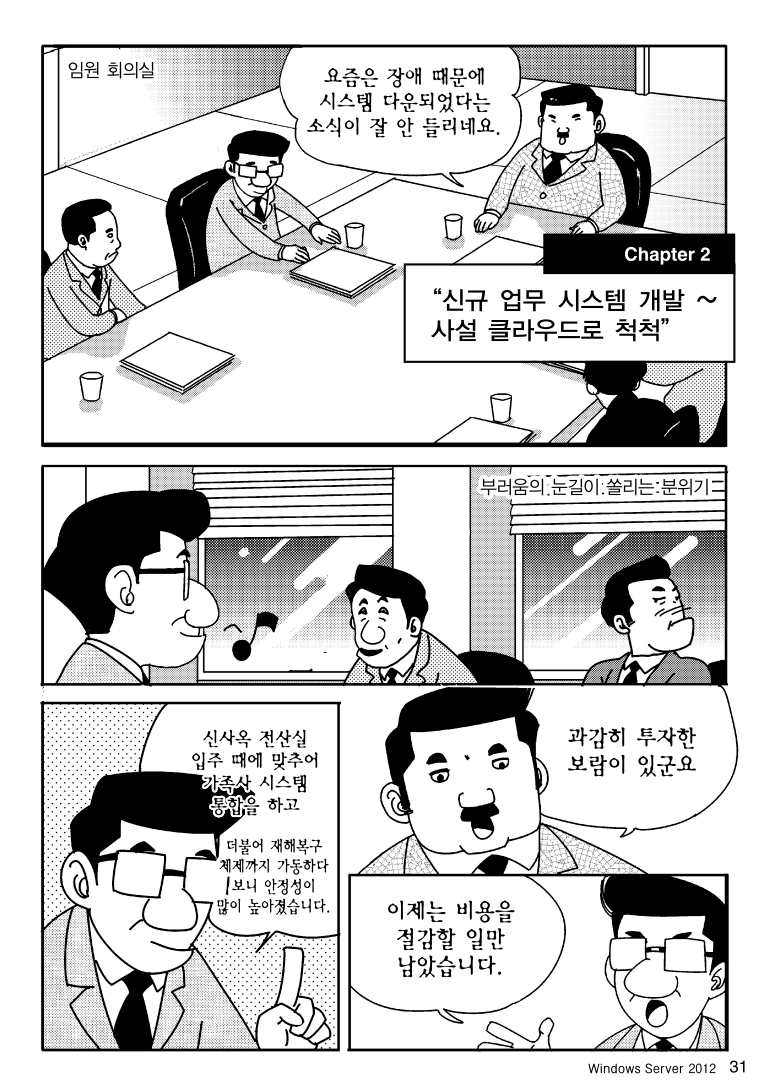 임원 회의실
요즘은 장애 때문에
시스템 다운되었다는
소식이 잘 안 들리네요.
Chapter 2
“신규 업무 시스템 개발 ~
사설 클라우드로 척척”
부러움의 눈길이 쏠리는 분위기
신사옥 전산실
입주 때에 맞추어
가족사 시스템
통합을 하고
더불어 재해복구
체제까지 가동하다
보니 안정성이
많이 높아졌습니다.
과감히 투자한
보람이 있군요
이제는 비용을
절감할 일만
남았습니다.
Windows Server 2012 31